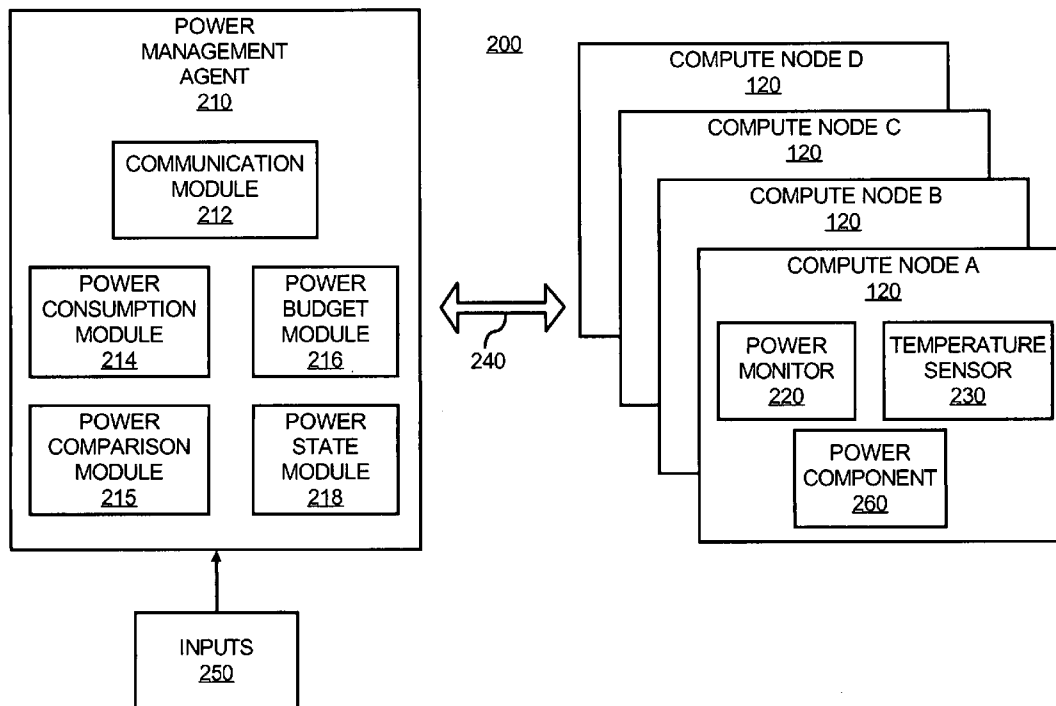 POWER
MANAGEMENT
AGENT
210
COMMUNICATION
MODULE
212
POWER
CONSUMPTION
MODULE
214
POWER
BUDGET
MODULE
216
POWER
COMPARISON
MODULE
215
POWER
STATE
MODULE
218
INPUTS
250
200
240
COMPUTE NODE D
120
COMPUTE NODE C
120
COMPUTE NODE B
120
COMPUTE NODE A
120
POWER
MONITOR
220
TEMPERATURE
SENSOR
230
POWER
COMPONENT
260